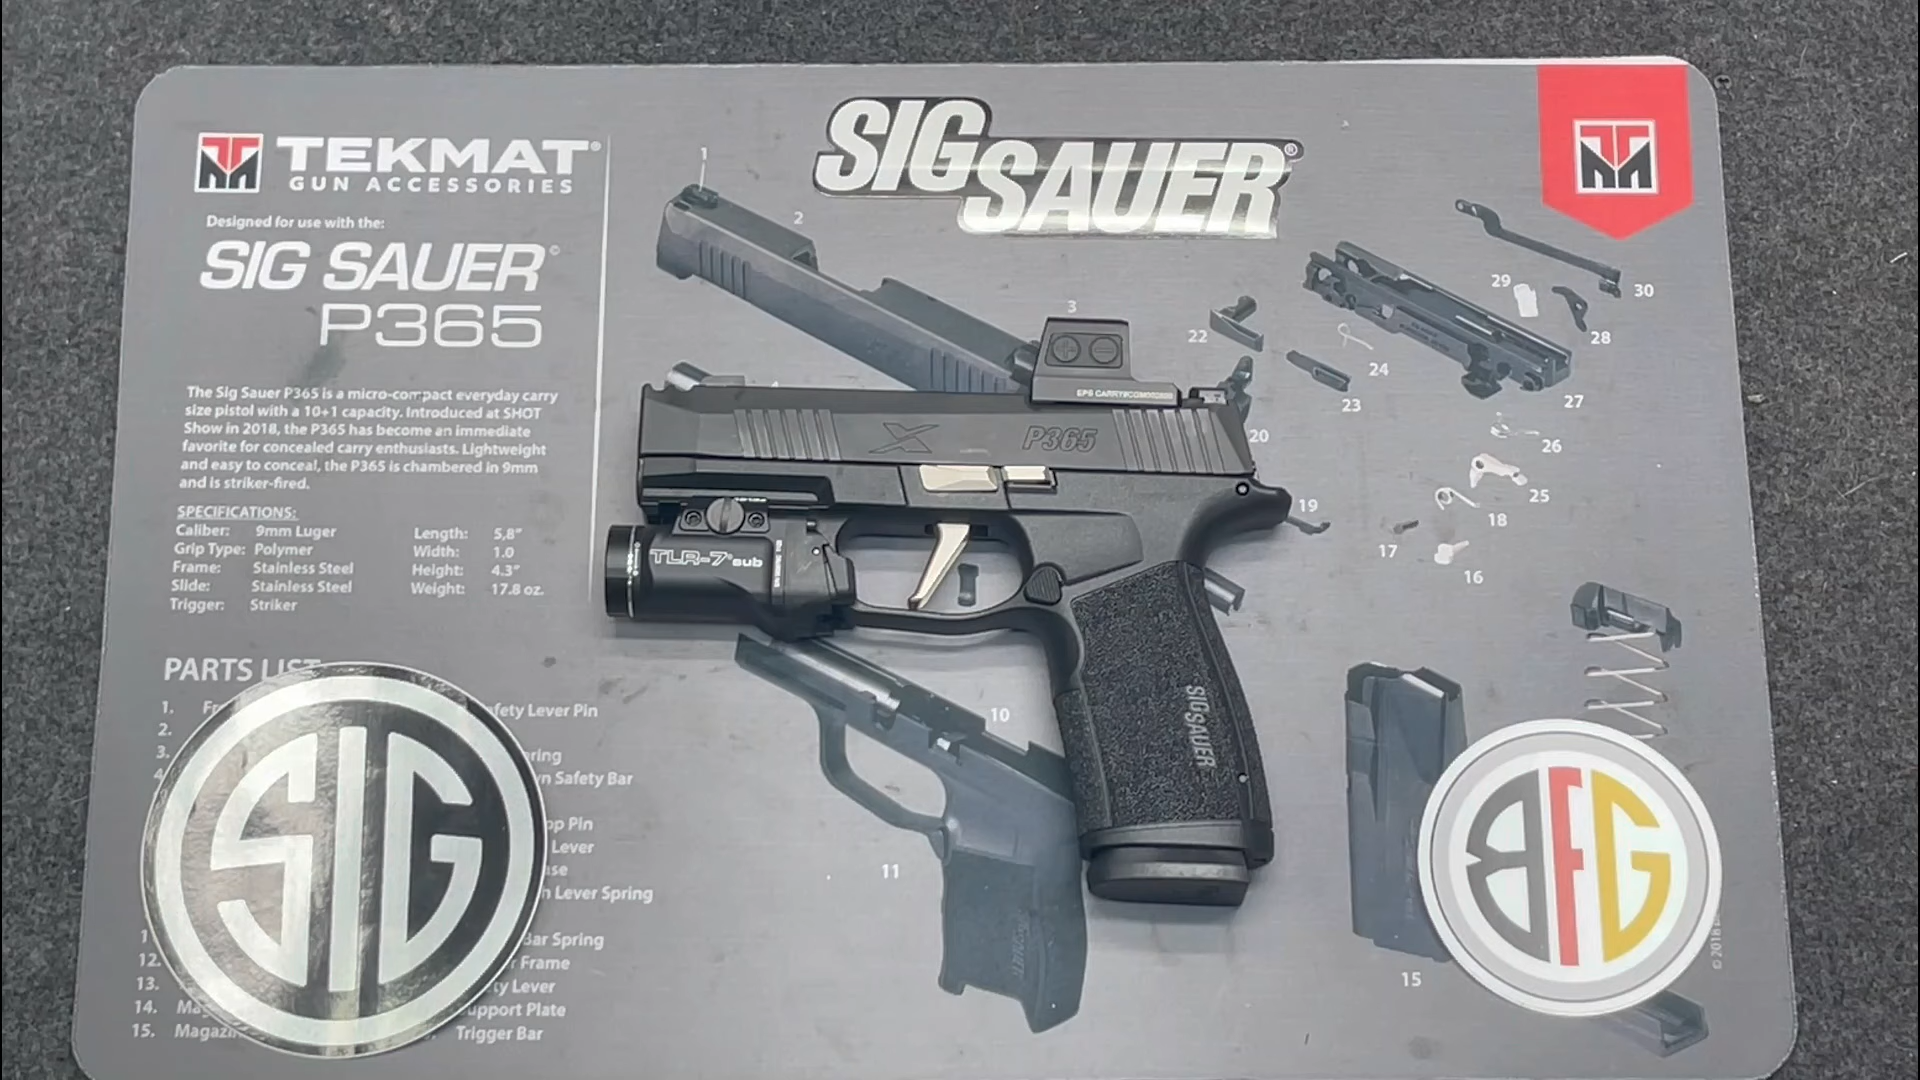 TEKMAT®
GUN ACCESSORIES
Designed for use with the:
SIG SAUER©
P365
The Sig Sauer P365 is a micro-compact everyday carry
size pistol with a 10+1 capacity. Introduced at SHOT
Show in 2018, the P365 has become an immediate
favorite for concealed carry enthusiasts. Lightweight
and easy to conceal, the P365 is chambered in 9mm
and is striker-fired.
SPECIFICATIONS:
Caliber: 9mm Luger Length: 5,8"
Grip Type: Polymer Width: 1.0
Frame: Stainless Steel Height: 4.3"
Slide: Stainless Steel Weight: 17.8 oz.
Trigger: Striker
PARTS LIST
1.
2.
3.
12.
13.
14.
15.
Lever Pin
Safety Bar
Pin
Lever
Lever Spring
Bar Spring
Frame
Lever
Plate
Trigger Bar
SIG
SIG SAUER®
1
2
3
10
11
15
16
17
18
19
20
22
23
24
25
26
27
28
29
30
EPS CARRY
X P365
TLR-7® sub
SIG SAUER
BFG